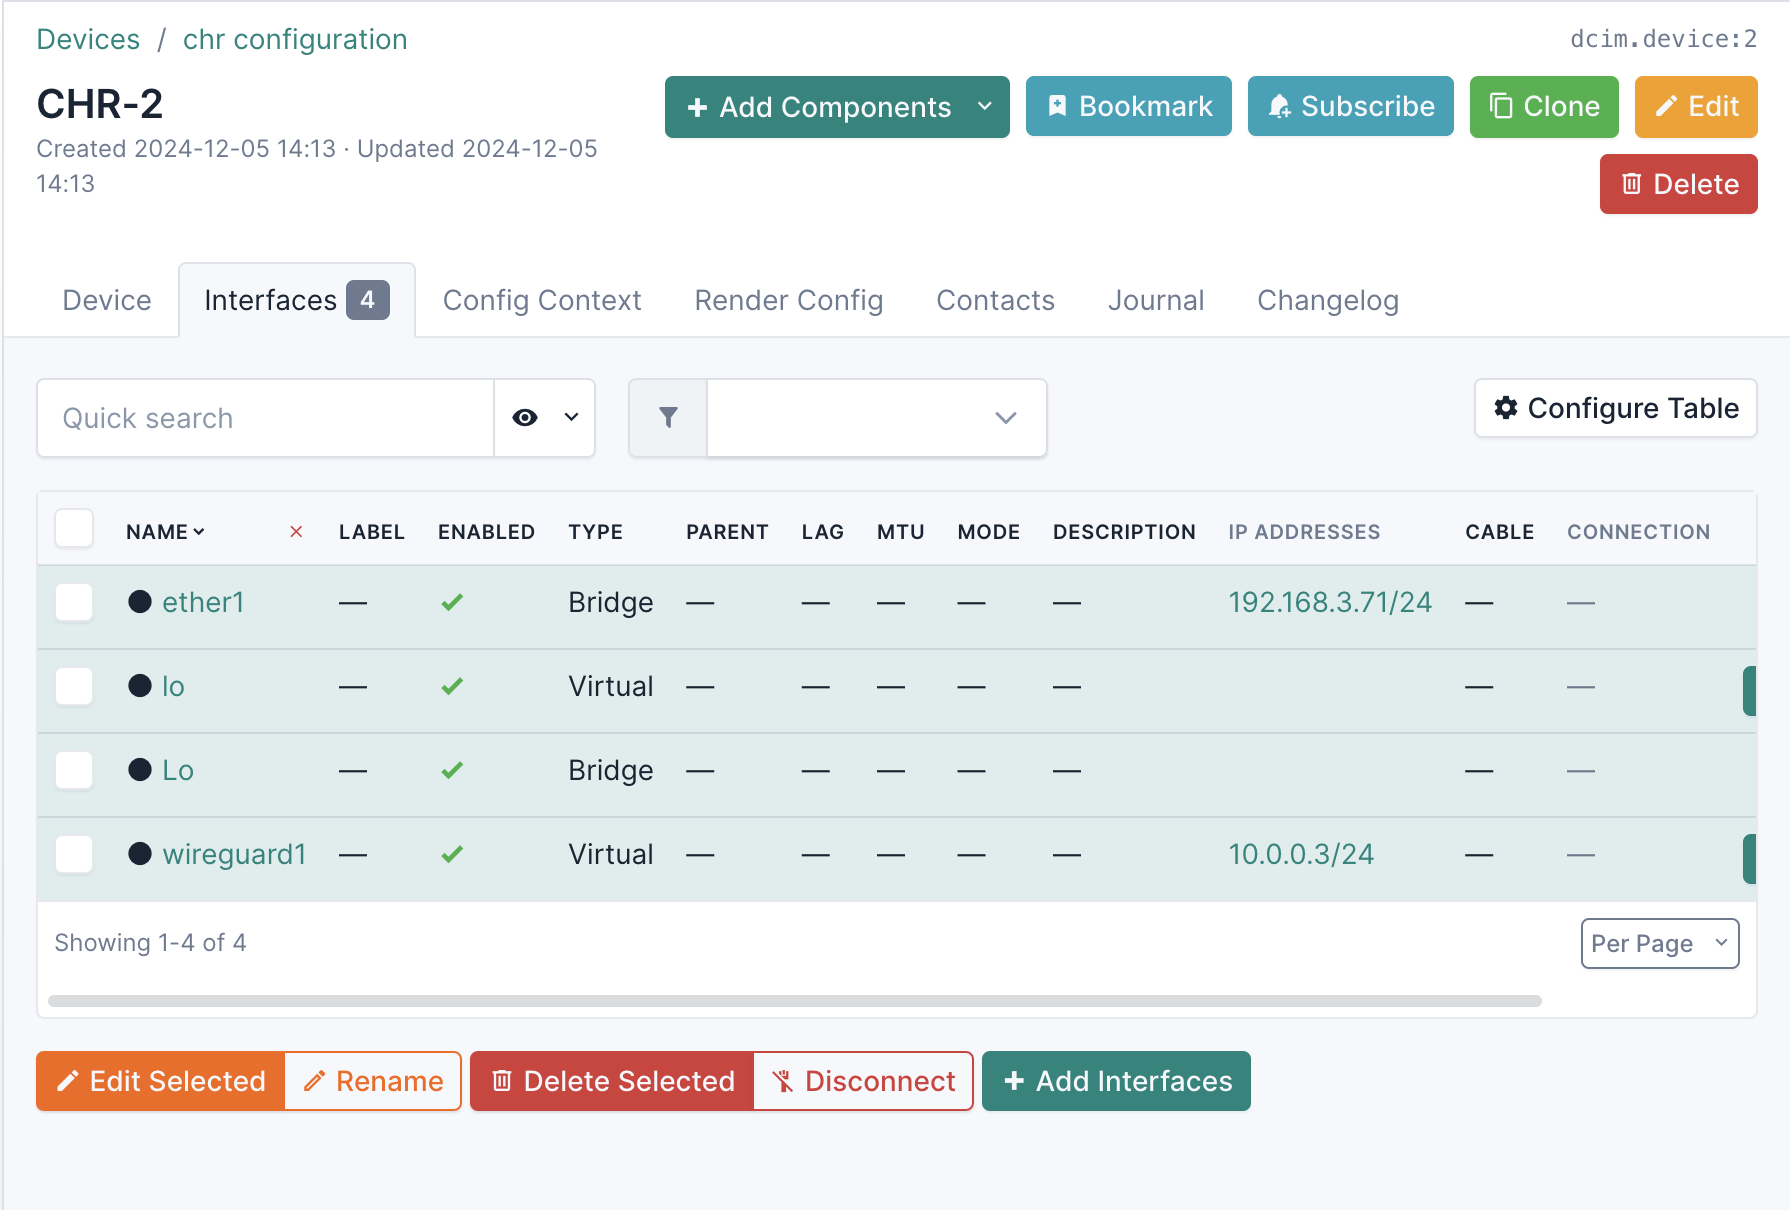 Devices / chr configuration
dcim.device:2
CHR-2
Created 2024-12-05 14:13 · Updated 2024-12-05
14:13
+ Add Components
Bookmark
Subscribe
Clone
Edit
Delete
Device
Interfaces 4
Config Context
Render Config
Contacts
Journal
Changelog
Quick search
Configure Table
NAME LABEL ENABLED TYPE PARENT LAG MTU MODE DESCRIPTION IP ADDRESSES CABLE CONNECTION
ether1 — Bridge — — — — — 192.168.3.71/24 — —
lo — Virtual — — — — — — —
Lo — Bridge — — — — — — —
wireguard1 — Virtual — — — — — 10.0.0.3/24 — —
Showing 1-4 of 4
Per Page
Edit Selected
Rename
Delete Selected
Disconnect
+ Add Interfaces